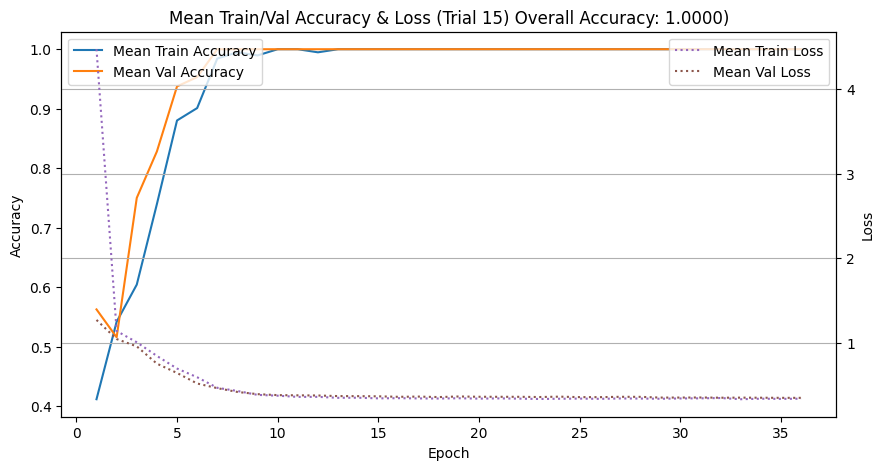 Mean Train/Val Accuracy & Loss (Trial 15) Overall Accuracy: 1.0000)
Mean Train Accuracy
Mean Val Accuracy
Mean Train Loss
Mean Val Loss
Accuracy
1.0
0.9
0.8
0.7
0.6
0.5
0.4
4
3
2
1
Loss
0 5 10 15 20 25 30 35
Epoch